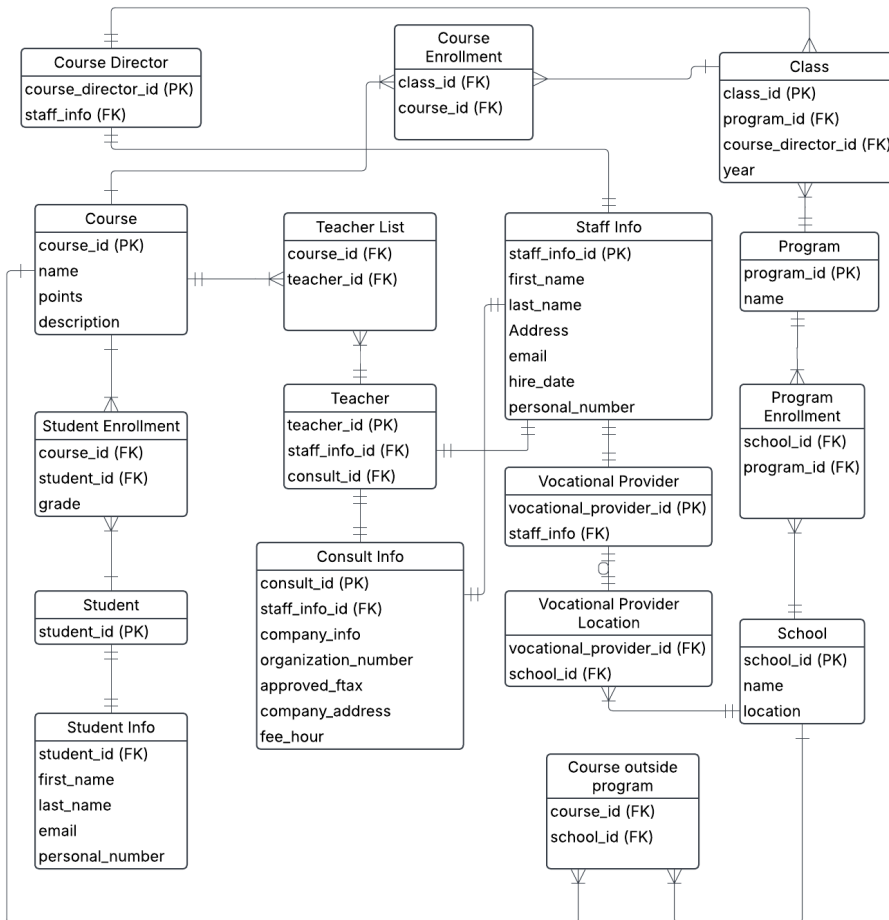 Course Director
course_director_id (PK)
staff_info (FK)
Course
Enrollment
class_id (FK)
course_id (FK)
Class
class_id (PK)
program_id (FK)
course_director_id (FK)
year
Course
course_id (PK)
name
points
description
Teacher List
course_id (FK)
teacher_id (FK)
Staff Info
staff_info_id (PK)
first_name
last_name
Address
email
hire_date
personal_number
Program
program_id (PK)
name
Student Enrollment
course_id (FK)
student_id (FK)
grade
Teacher
teacher_id (PK)
staff_info_id (FK)
consult_id (FK)
Program
Enrollment
school_id (FK)
program_id (FK)
Vocational Provider
vocational_provider_id (PK)
staff_info (FK)
Consult Info
consult_id (PK)
staff_info_id (FK)
company_info
organization_number
approved_ftax
company_address
fee_hour
Student
student_id (PK)
Vocational Provider
Location
vocational_provider_id (FK)
school_id (FK)
School
school_id (PK)
name
location
Student Info
student_id (FK)
first_name
last_name
email
personal_number
Course outside
program
course_id (FK)
school_id (FK)